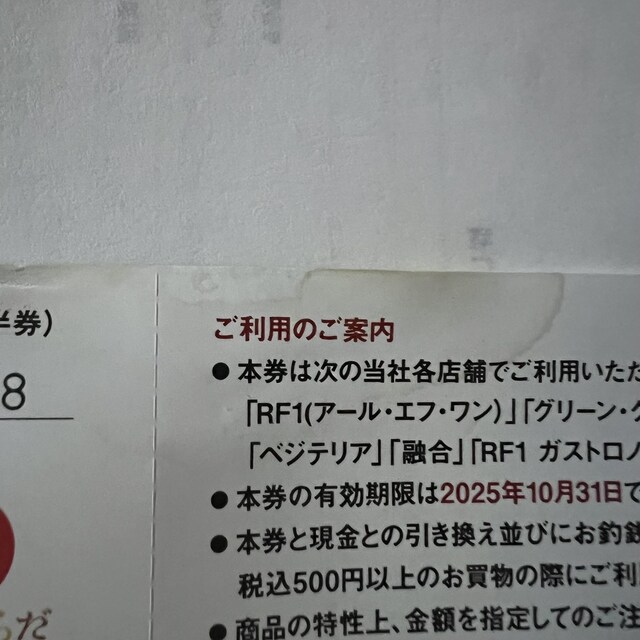 半券)
8
ご利用のご案内
● 本券は次の当社各店舗でご利用いただ
「RF1(アール・エフ・ワン)」「グリーン・グ
「ベジテリア」「融合」「RF1 ガストロノ
● 本券の有効期限は2025年10月31日で
● 本券と現金との引き換え並びにお釣銭
税込500円以上のお買物の際にご利
● 商品の特性上、金額を指定してのご注
らだ